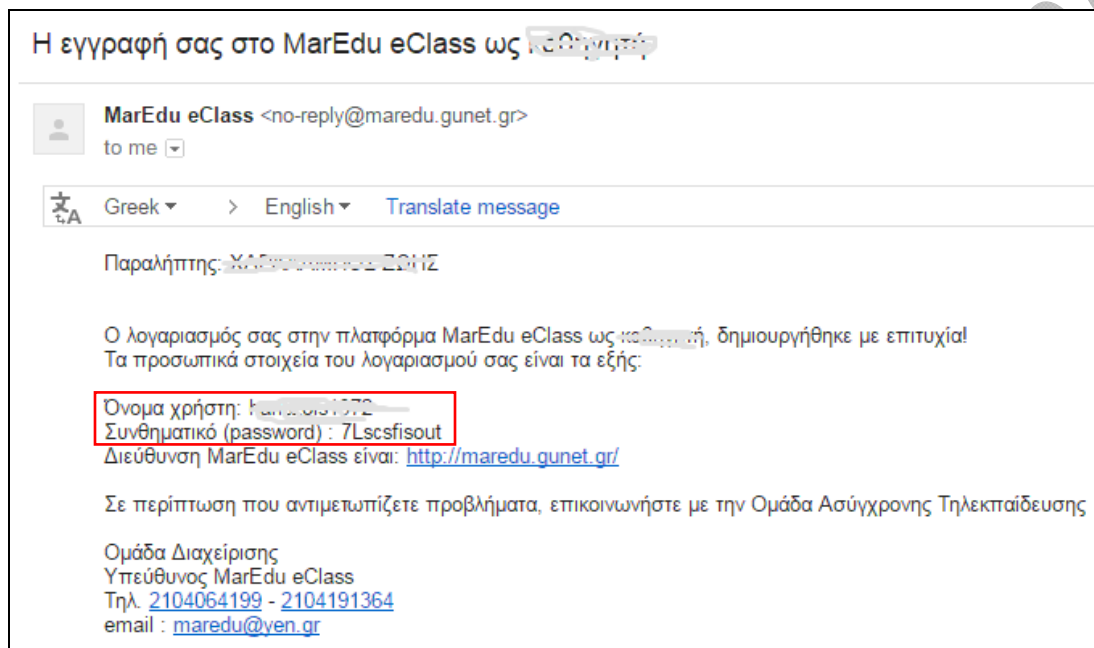 Η εγγραφή σας στο MarEdu eClass ως
MarEdu eClass <no-reply@maredu.gunet.gr>
to me
Greek > English Translate message
Παραλήπτης:
Ο λογαριασμός σας στην πλατφόρμα MarEdu eClass ως , δημιουργήθηκε με επιτυχία!
Τα προσωπικά στοιχεία του λογαριασμού σας είναι τα εξής:
Όνομα χρήστη:
Συνθηματικό (password) : 7Lscsfisout
Διεύθυνση MarEdu eClass είναι: http://maredu.gunet.gr/
Σε περίπτωση που αντιμετωπίζετε προβλήματα, επικοινωνήστε με την Ομάδα Ασύγχρονης Τηλεκπαίδευσης
Ομάδα Διαχείρισης
Υπεύθυνος MarEdu eClass
Τηλ. 2104064199 - 2104191364
email : maredu@yen.gr